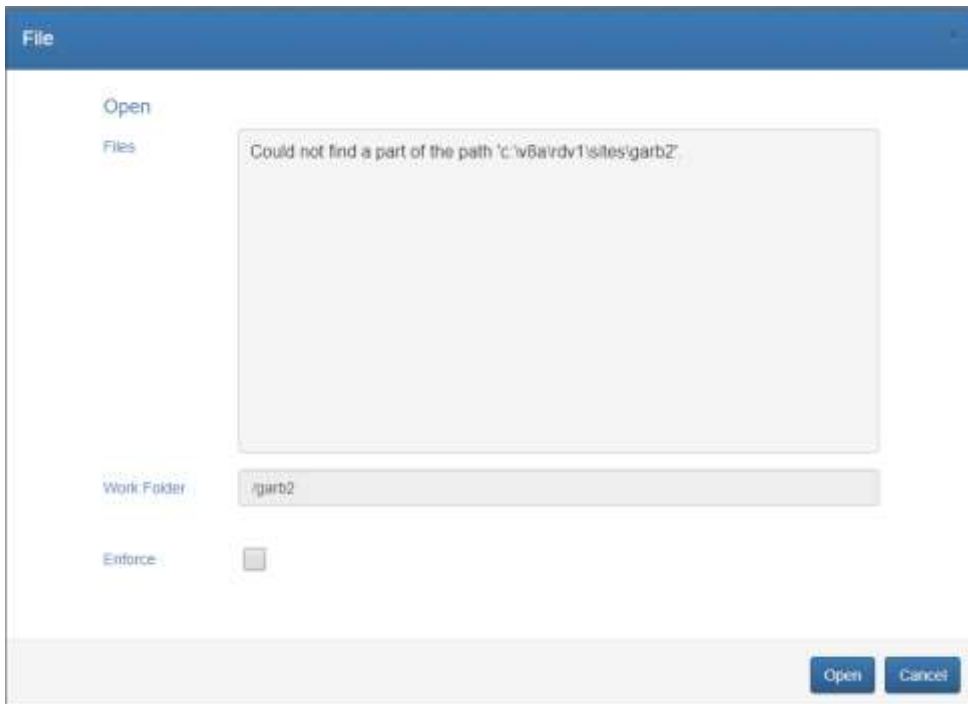 File
Open
Files
Could not find a part of the path 'c:\v8a\rdv1\sites\garb2'.
Work Folder
/garb2
Enforce
Open
Cancel